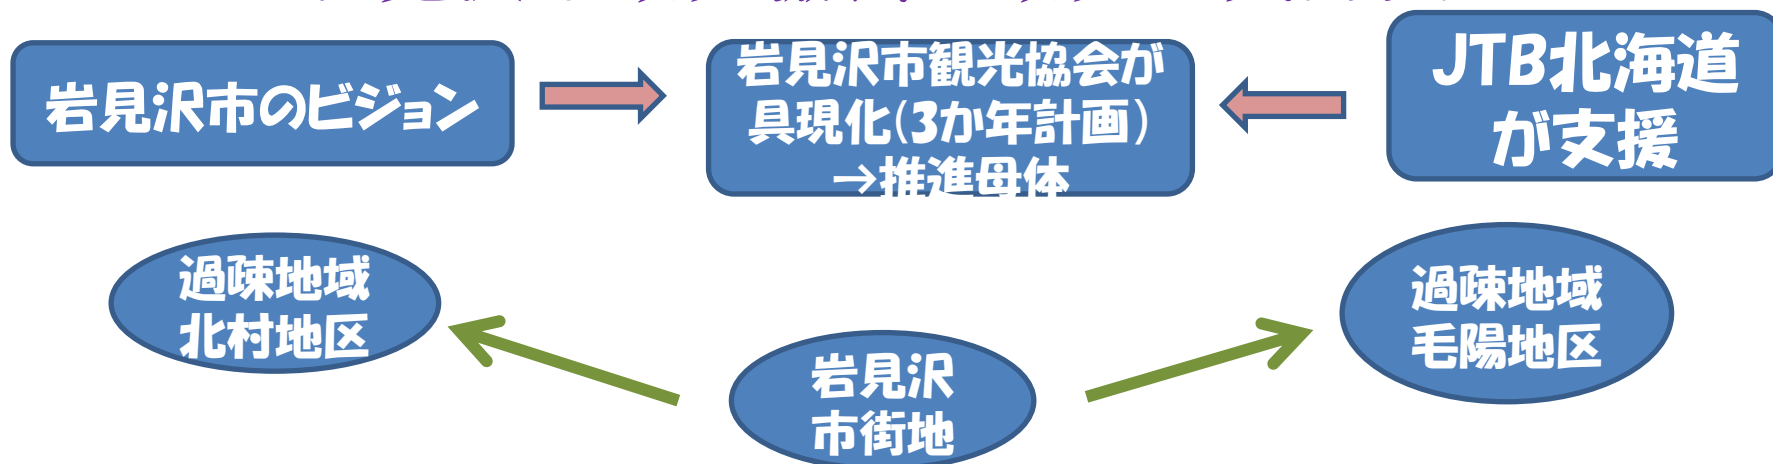 岩見沢市のビジョン
岩見沢市観光協会が
具現化(3か年計画)
→推進母体
JTB北海道
が支援
過疎地域
北村地区
岩見沢
市街地
過疎地域
毛陽地区